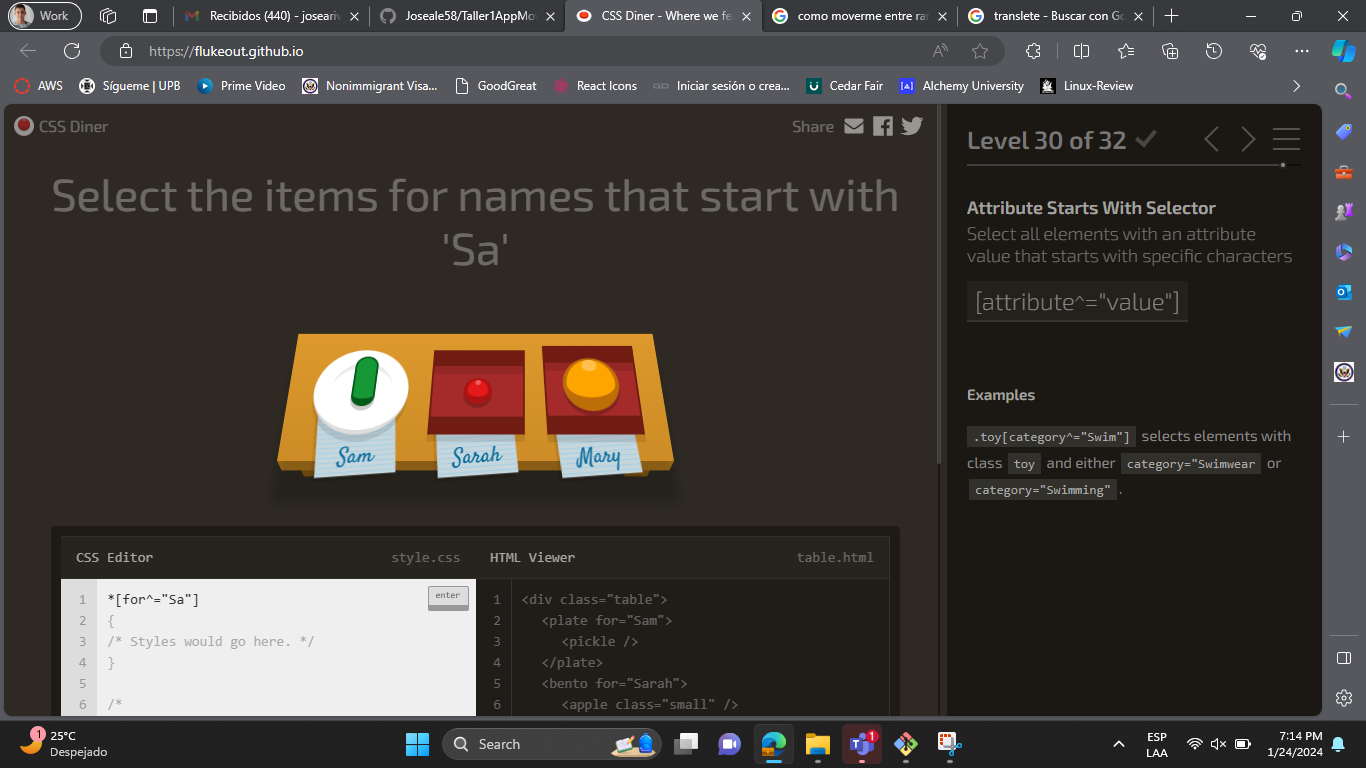 Work
Recibidos (440) - joseariv
Joseale58/Taller1AppMov
CSS Diner - Where we fe
como moverme entre rar
translete - Buscar con Go
https://flukeout.github.io
AWS
Sígueme | UPB
Prime Video
Nonimmigrant Visa...
GoodGreat
React Icons
Iniciar sesión o crea...
Cedar Fair
Alchemy University
Linux-Review
CSS Diner
Share
Select the items for names that start with
'Sa'
Sam
Sarah
Mary
CSS Editor
style.css
HTML Viewer
table.html
1 *[for^="Sa"]
enter
2 {
3 /* Styles would go here. */
4 }
5
6 /*
1 <div class="table">
2 <plate for="Sam">
3 <pickle />
4 </plate>
5 <bento for="Sarah">
6 <apple class="small" />
Level 30 of 32
Attribute Starts With Selector
Select all elements with an attribute
value that starts with specific characters
[attribute^="value"]
Examples
.toy[category^="Swim"] selects elements with
class toy and either category="Swimwear or
category="Swimming" .
1
25°C
Despejado
Search
1
ESP
LAA
7:14 PM
1/24/2024